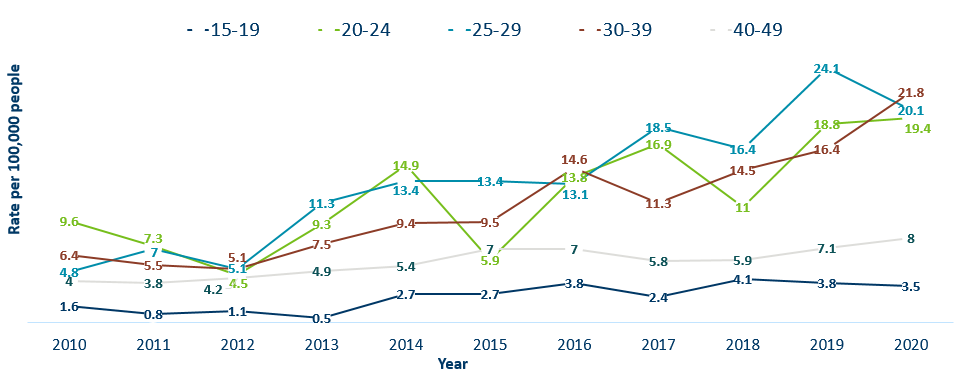 -15-19 -20-24 -25-29 -30-39 -40-49
Rate per 100,000 people
24.1
21.8
20.1
18.5 18.8 19.4
16.9
16.4 16.4
14.9 14.6 14.5
13.4 13.4 13.8
13.1
11.3 11.3 11
9.6 9.3 9.4 9.5
7.3 7.5 8
6.4 7 7 7 7.1
5.5 5.1 5.9 5.8 5.9
4.8 5.1 4.9 5.4
4 3.8 4.2 4.5 3.8 4.1 3.8 3.5
2.7 2.7 2.4
1.6 0.8 1.1 0.5
2010 2011 2012 2013 2014 2015 2016 2017 2018 2019 2020
Year